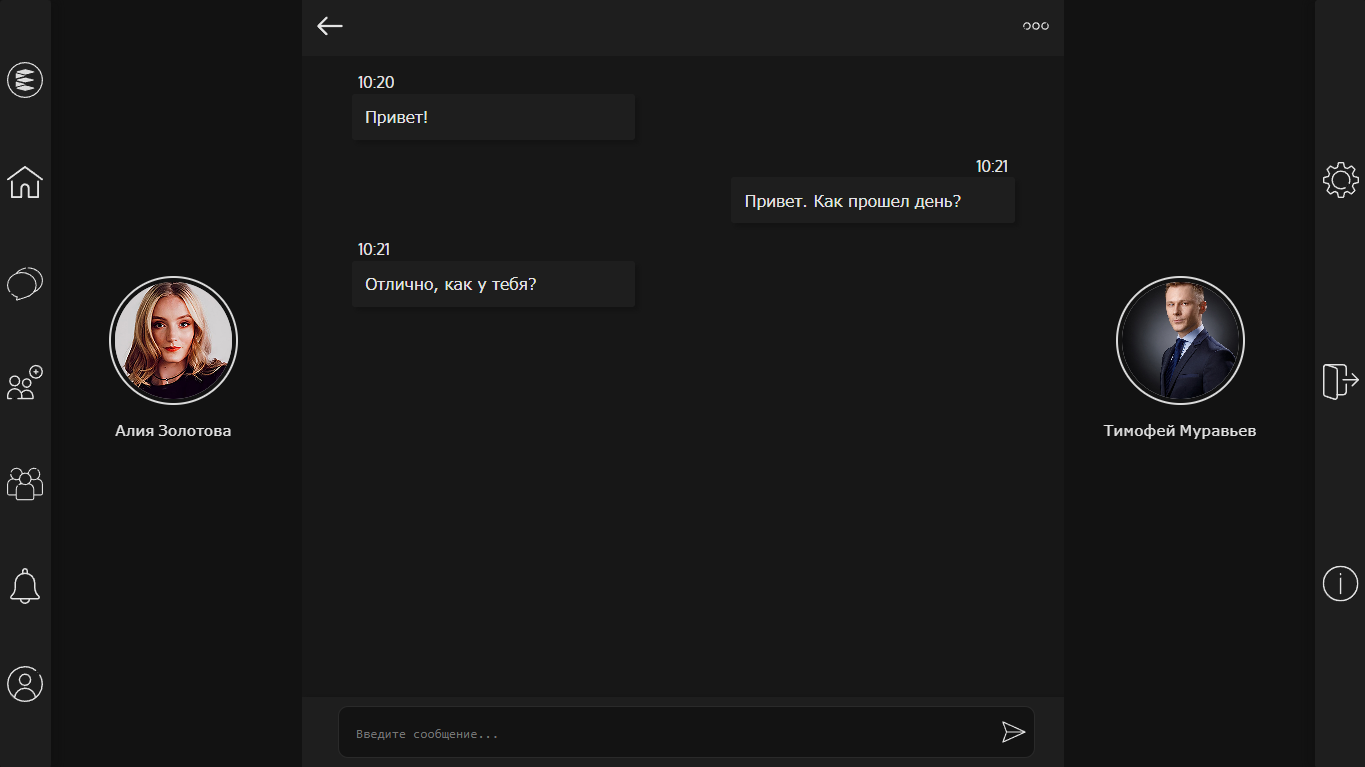 10:20
Привет!
10:21
Привет. Как прошел день?
10:21
Отлично, как у тебя?
Алия Золотова
Тимофей Муравьев
Введите сообщение...